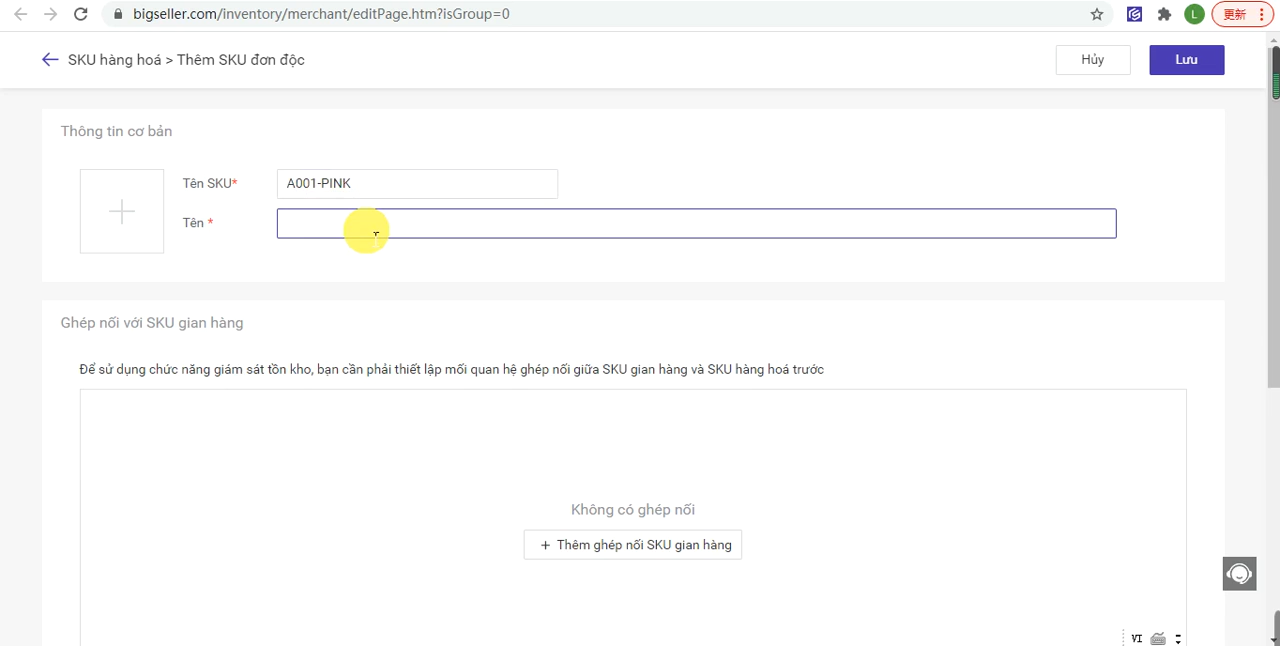 bigseller.com/inventory/merchant/editPage.htm?isGroup=0
L
更新
SKU hàng hoá > Thêm SKU đơn độc
Hủy
Lưu
Thông tin cơ bản
Tên SKU*
A001-PINK
Tên *
Ghép nối với SKU gian hàng
Để sử dụng chức năng giám sát tồn kho, bạn cần phải thiết lập mối quan hệ ghép nối giữa SKU gian hàng và SKU hàng hoá trước
Không có ghép nối
+ Thêm ghép nối SKU gian hàng
VI